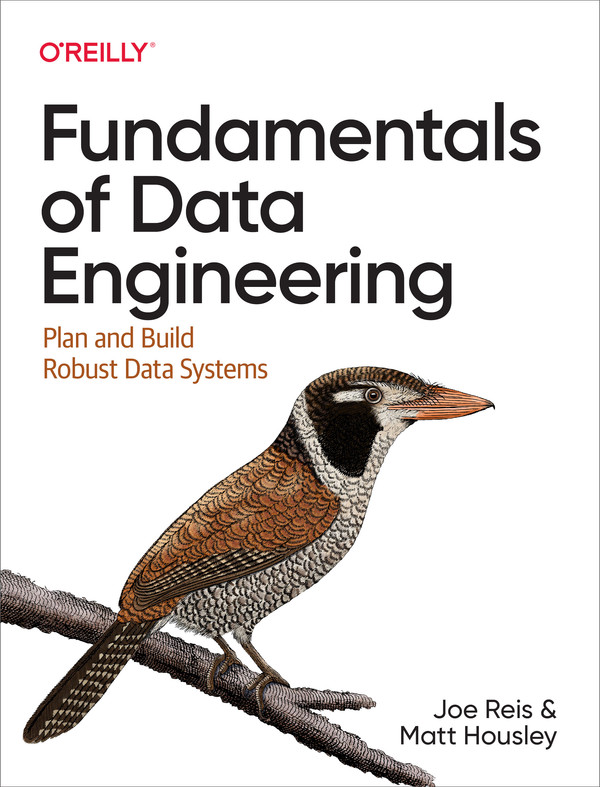 O'REILLY®
Fundamentals
of Data
Engineering
Plan and Build
Robust Data Systems
Joe Reis &
Matt Housley